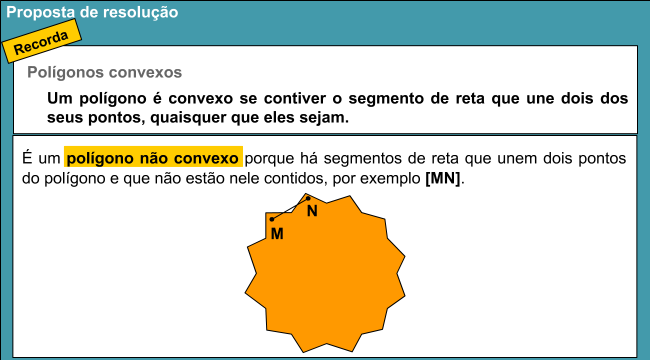 Proposta de resolução
Recorda
Polígonos convexos
Um polígono é convexo se contiver o segmento de reta que une dois dos
seus pontos, quaisquer que eles sejam.
É um polígono não convexo porque há segmentos de reta que unem dois pontos
do polígono e que não estão nele contidos, por exemplo [MN].
N
M